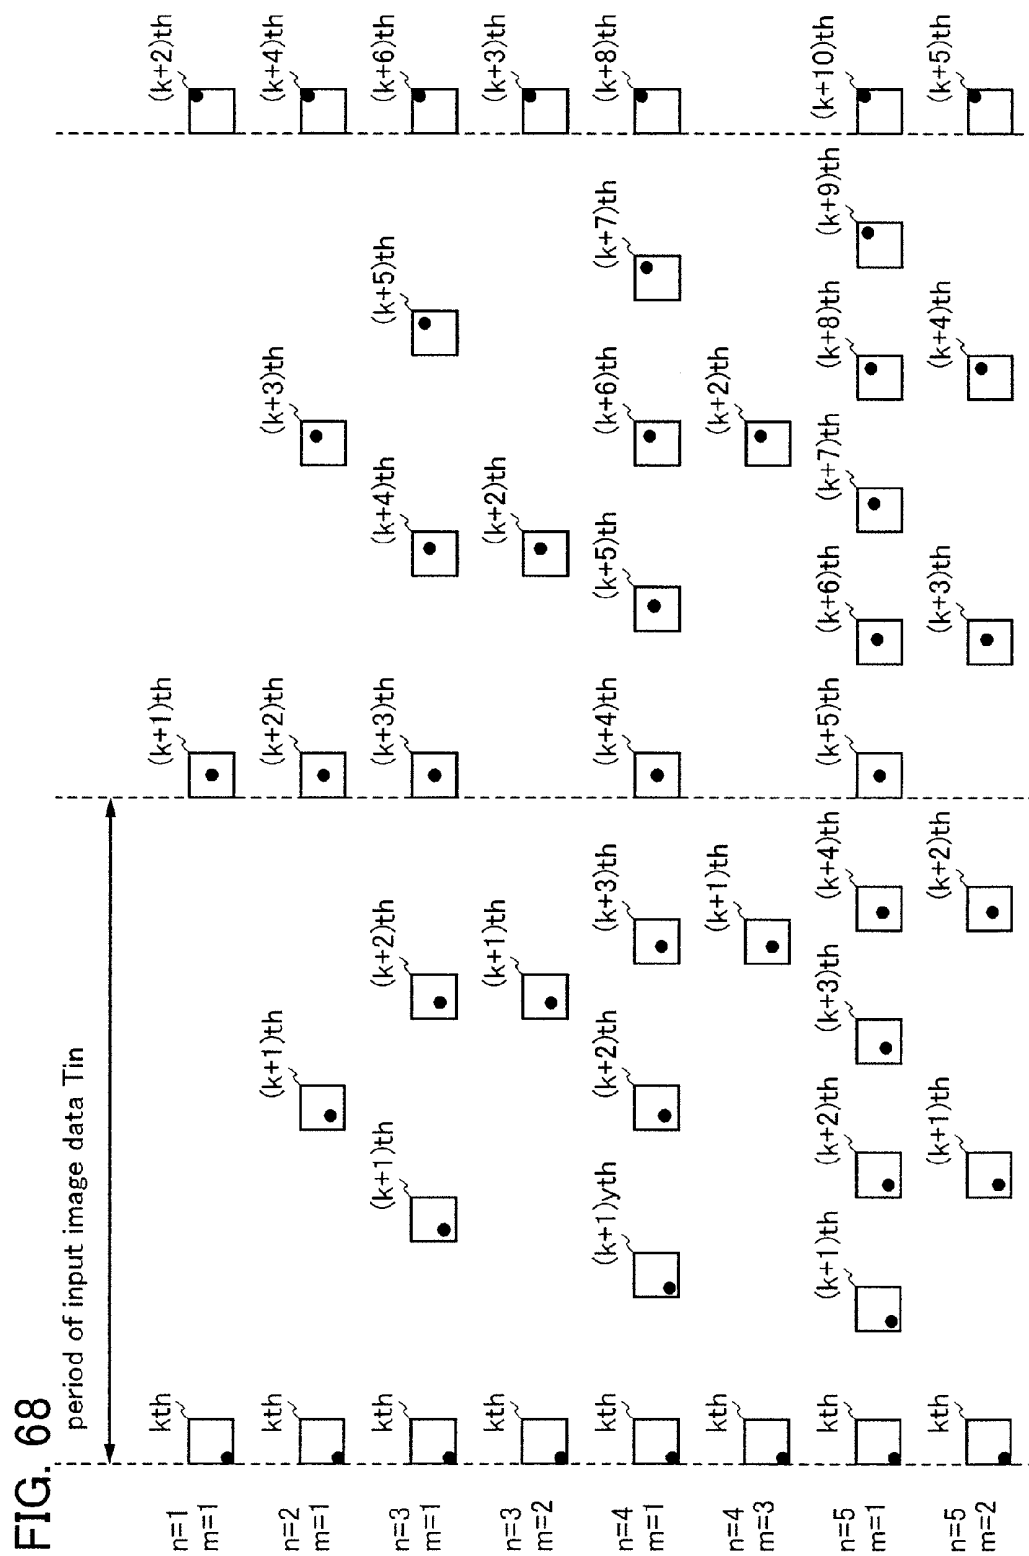 FIG. 68
period of input image data Tin
n=1
m=1
kth
(k+1)th
(k+2)th
n=2
m=1
kth
(k+1)th
(k+2)th
(k+3)th
(k+4)th
n=3
m=1
kth
(k+1)th
(k+2)th
(k+3)th
(k+4)th
(k+5)th
(k+6)th
n=3
m=2
kth
(k+1)th
(k+2)th
(k+3)th
n=4
m=1
kth
(k+1)yth
(k+2)th
(k+3)th
(k+4)th
(k+5)th
(k+6)th
(k+7)th
(k+8)th
n=4
m=3
kth
(k+1)th
(k+2)th
n=5
m=1
kth
(k+1)th
(k+2)th
(k+3)th
(k+4)th
(k+5)th
(k+6)th
(k+7)th
(k+8)th
(k+9)th
(k+10)th
n=5
m=2
kth
(k+1)th
(k+2)th
(k+3)th
(k+4)th
(k+5)th